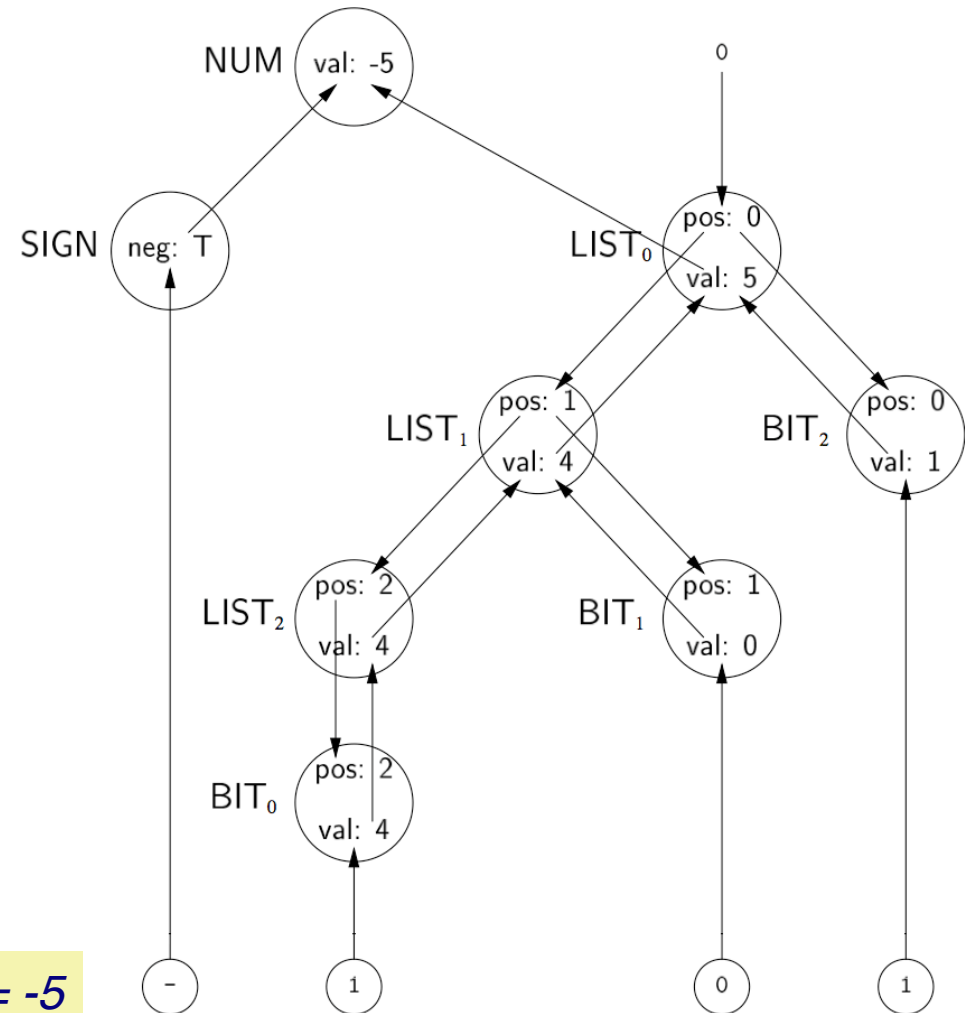 NUM val: -5
0
SIGN neg: T
LIST₀ pos: 0
val: 5
LIST₁ pos: 1
val: 4
BIT₂ pos: 0
val: 1
LIST₂ pos: 2
val: 4
BIT₁ pos: 1
val: 0
BIT₀ pos: 2
val: 4
= -5
- 1 0 1